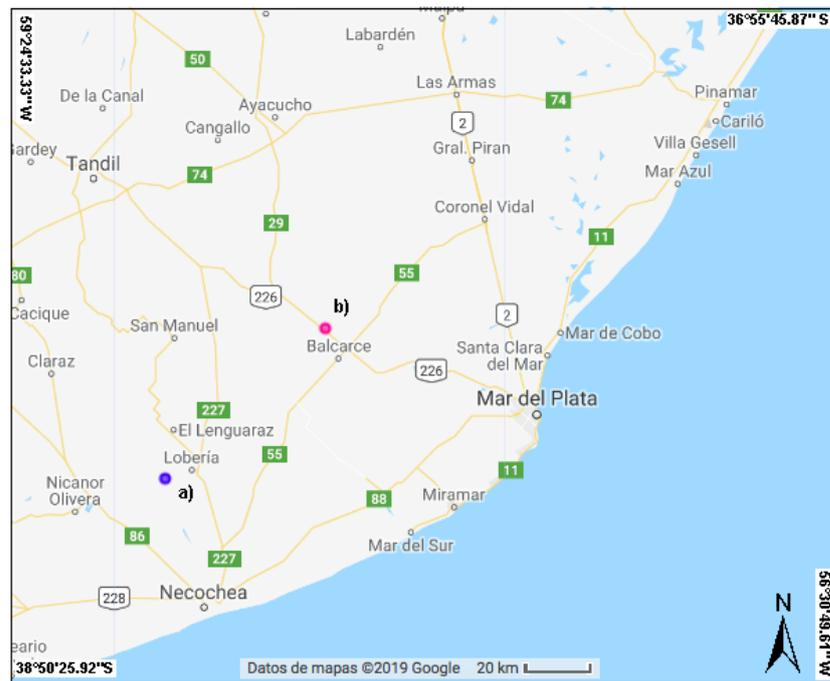 36°55'45.87" S
59°24'33.33" W
Labardén
50
Las Armas
De la Canal
Ayacucho
74
Pinamar
Cangallo
2
Cariló
Gral. Piran
Villa Gesell
Tandil
74
Mar Azul
Coronel Vidal
29
11
55
80
226
b)
2
Cacique
San Manuel
Mar de Cobo
Balcarce
Santa Clara
del Mar
Claraz
226
Mar del Plata
227
El Lenguaraz
55
Lobería
11
Nicanor
Olivera
a)
88
Miramar
86
Mar del Sur
227
228
Necochea
56°30'49.61" W
N
38°50'25.92"S
Datos de mapas ©2019 Google 20 km